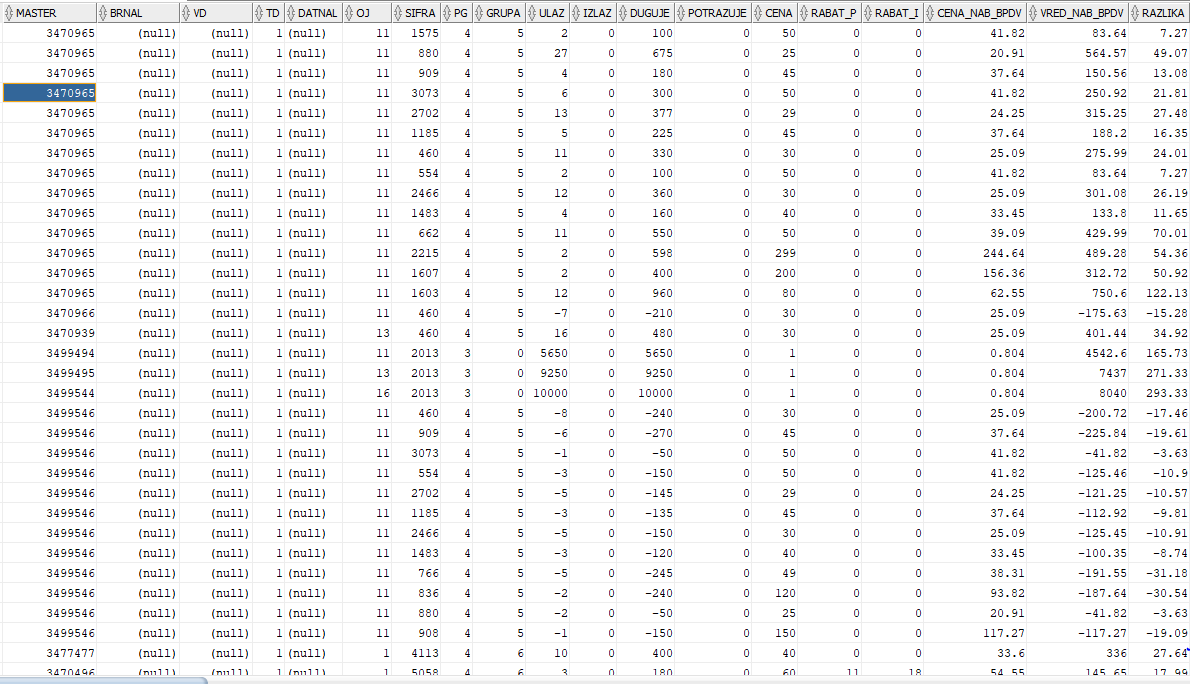 MASTER BRNAL VD TD DATNAL OJ SIFRA PG GRUPA ULAZ IZLAZ DUGUJE POTRAZUJE CENA RABAT_P RABAT_I CENA_NAB_BPDV VRED_NAB_BPDV RAZLIKA
3470965 (null) (null) 1 (null) 11 1575 4 5 2 0 100 0 50 0 0 41.82 83.64 7.27
3470965 (null) (null) 1 (null) 11 880 4 5 27 0 675 0 25 0 0 20.91 564.57 49.07
3470965 (null) (null) 1 (null) 11 909 4 5 4 0 180 0 45 0 0 37.64 150.56 13.08
3470965 (null) (null) 1 (null) 11 3073 4 5 6 0 300 0 50 0 0 41.82 250.92 21.81
3470965 (null) (null) 1 (null) 11 2702 4 5 13 0 377 0 29 0 0 24.25 315.25 27.48
3470965 (null) (null) 1 (null) 11 1185 4 5 5 0 225 0 45 0 0 37.64 188.2 16.35
3470965 (null) (null) 1 (null) 11 460 4 5 11 0 330 0 30 0 0 25.09 275.99 24.01
3470965 (null) (null) 1 (null) 11 554 4 5 2 0 100 0 50 0 0 41.82 83.64 7.27
3470965 (null) (null) 1 (null) 11 2466 4 5 12 0 360 0 30 0 0 25.09 301.08 26.19
3470965 (null) (null) 1 (null) 11 1483 4 5 4 0 160 0 40 0 0 33.45 133.8 11.65
3470965 (null) (null) 1 (null) 11 662 4 5 11 0 550 0 50 0 0 39.09 429.99 70.01
3470965 (null) (null) 1 (null) 11 2215 4 5 2 0 598 0 299 0 0 244.64 489.28 54.36
3470965 (null) (null) 1 (null) 11 1607 4 5 2 0 400 0 200 0 0 156.36 312.72 50.92
3470965 (null) (null) 1 (null) 11 1603 4 5 12 0 960 0 80 0 0 62.55 750.6 122.13
3470966 (null) (null) 1 (null) 11 460 4 5 -7 0 -210 0 30 0 0 25.09 -175.63 -15.28
3470939 (null) (null) 1 (null) 13 460 4 5 16 0 480 0 30 0 0 25.09 401.44 34.92
3499494 (null) (null) 1 (null) 11 2013 3 0 5650 0 5650 0 1 0 0 0.804 4542.6 165.73
3499495 (null) (null) 1 (null) 13 2013 3 0 9250 0 9250 0 1 0 0 0.804 7437 271.33
3499544 (null) (null) 1 (null) 16 2013 3 0 10000 0 10000 0 1 0 0 0.804 8040 293.33
3499546 (null) (null) 1 (null) 11 460 4 5 -8 0 -240 0 30 0 0 25.09 -200.72 -17.46
3499546 (null) (null) 1 (null) 11 909 4 5 -6 0 -270 0 45 0 0 37.64 -225.84 -19.61
3499546 (null) (null) 1 (null) 11 3073 4 5 -1 0 -50 0 50 0 0 41.82 -41.82 -3.63
3499546 (null) (null) 1 (null) 11 554 4 5 -3 0 -150 0 50 0 0 41.82 -125.46 -10.9
3499546 (null) (null) 1 (null) 11 2702 4 5 -5 0 -145 0 29 0 0 24.25 -121.25 -10.57
3499546 (null) (null) 1 (null) 11 1185 4 5 -3 0 -135 0 45 0 0 37.64 -112.92 -9.81
3499546 (null) (null) 1 (null) 11 2466 4 5 -5 0 -150 0 30 0 0 25.09 -125.45 -10.91
3499546 (null) (null) 1 (null) 11 1483 4 5 -3 0 -120 0 40 0 0 33.45 -100.35 -8.74
3499546 (null) (null) 1 (null) 11 766 4 5 -5 0 -245 0 49 0 0 38.31 -191.55 -31.18
3499546 (null) (null) 1 (null) 11 836 4 5 -2 0 -240 0 120 0 0 93.82 -187.64 -30.54
3499546 (null) (null) 1 (null) 11 880 4 5 -2 0 -50 0 25 0 0 20.91 -41.82 -3.63
3499546 (null) (null) 1 (null) 11 908 4 5 -1 0 -150 0 150 0 0 117.27 -117.27 -19.09
3477477 (null) (null) 1 (null) 1 4113 4 6 10 0 400 0 40 0 0 33.6 336 27.64
3470496 (null) (null) 1 (null) 1 5058 4 6 3 0 180 0 60 11 18 54.55 145.65 17.99